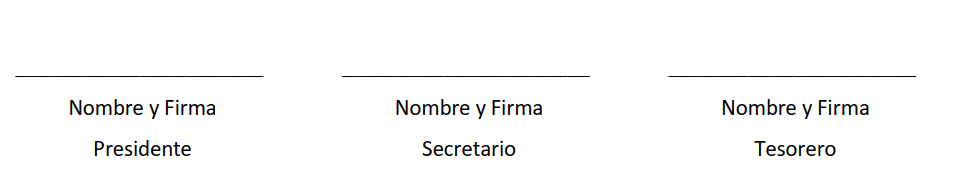 Nombre y Firma Nombre y Firma Nombre y Firma
Presidente Secretario Tesorero